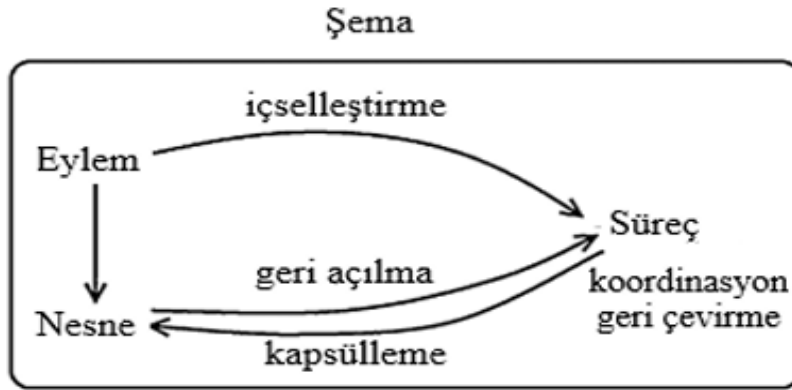 Şema
içselleştirme
Eylem
Süreç
geri açılma
koordinasyon
geri çevirme
Nesne
kapsülleme